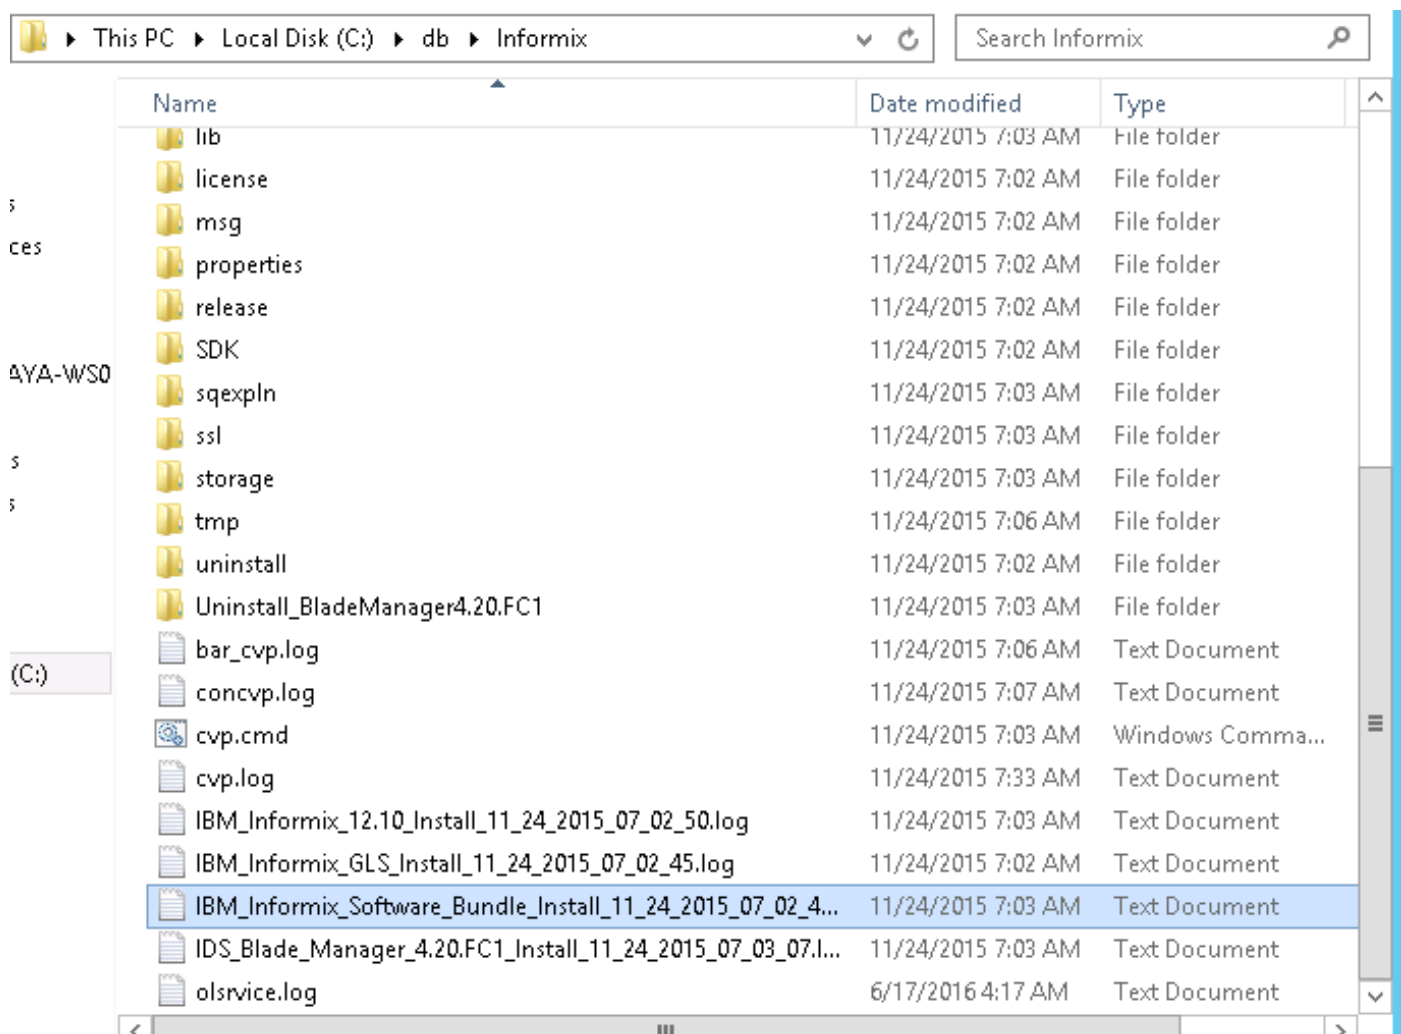 This PC Local Disk (C:) db Informix Search Informix
Name Date modified Type
lib 11/24/2015 7:03 AM File folder
license 11/24/2015 7:02 AM File folder
msg 11/24/2015 7:02 AM File folder
ces
properties 11/24/2015 7:02 AM File folder
release 11/24/2015 7:02 AM File folder
SDK 11/24/2015 7:02 AM File folder
AYA-WS0
sqexpln 11/24/2015 7:03 AM File folder
ssl 11/24/2015 7:03 AM File folder
s
storage 11/24/2015 7:03 AM File folder
tmp 11/24/2015 7:06 AM File folder
uninstall 11/24/2015 7:02 AM File folder
Uninstall_BladeManager4.20.FC1 11/24/2015 7:03 AM File folder
bar_cvp.log 11/24/2015 7:06 AM Text Document
(C:)
concvp.log 11/24/2015 7:07 AM Text Document
cvp.cmd 11/24/2015 7:03 AM Windows Comma...
cvp.log 11/24/2015 7:33 AM Text Document
IBM_Informix_12.10_Install_11_24_2015_07_02_50.log 11/24/2015 7:03 AM Text Document
IBM_Informix_GLS_Install_11_24_2015_07_02_45.log 11/24/2015 7:02 AM Text Document
IBM_Informix_Software_Bundle_Install_11_24_2015_07_02_4... 11/24/2015 7:03 AM Text Document
IDS_Blade_Manager_4.20.FC1_Install_11_24_2015_07_03_07.l... 11/24/2015 7:03 AM Text Document
olsrvice.log 6/17/2016 4:17 AM Text Document